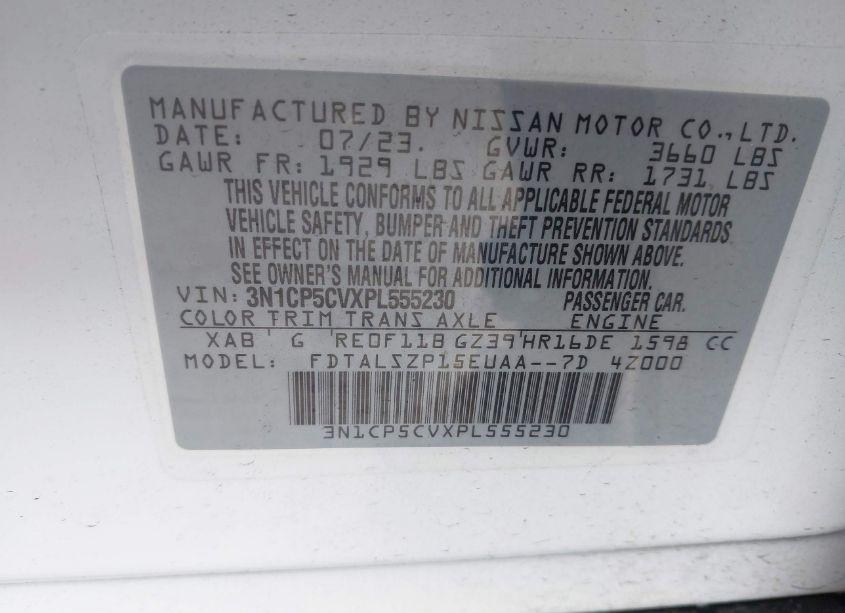 MANUFACTURED BY NISSAN MOTOR CO., LTD.
DATE: 07/23. GVWR: 3660 LBS
GAWR FR: 1929 LBS GAWR RR: 1731 LBS
THIS VEHICLE CONFORMS TO ALL APPLICABLE FEDERAL MOTOR
VEHICLE SAFETY, BUMPER AND THEFT PREVENTION STANDARDS
IN EFFECT ON THE DATE OF MANUFACTURE SHOWN ABOVE.
SEE OWNER'S MANUAL FOR ADDITIONAL INFORMATION.
VIN: 3N1CP5CVXPL555230 PASSENGER CAR.
COLOR TRIM TRANS AXLE ENGINE
XAB G RE0F11B GZ39 HR16DE 1598 CC
MODEL: FDTALSZP15EUAA--7D 4Z000
3N1CP5CVXPL555230